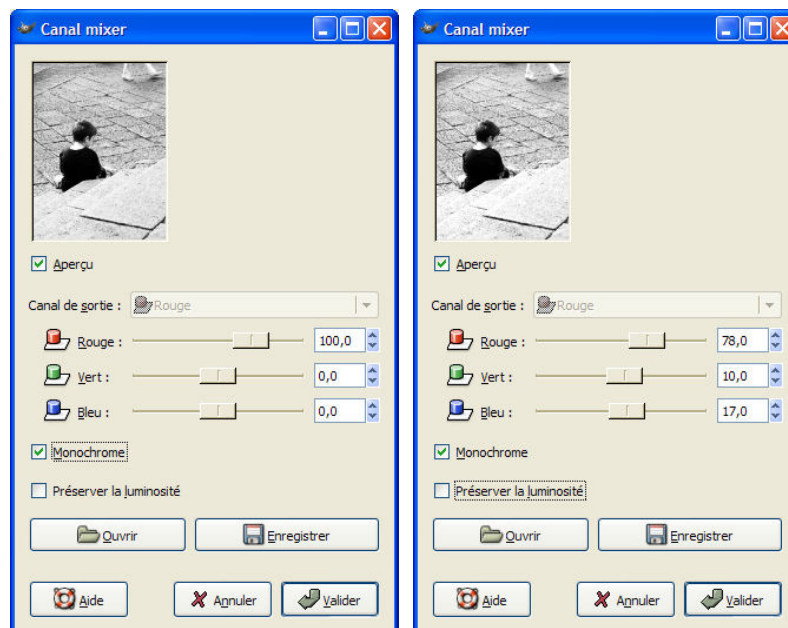 Canal mixer
Aperçu
Canal de sortie : Rouge
Rouge : 100,0
Vert : 0,0
Bleu : 0,0
Monochrome
Préserver la luminosité
Ouvrir Enregistrer
Aide Annuler Valider
Canal mixer
Aperçu
Canal de sortie : Rouge
Rouge : 78,0
Vert : 10,0
Bleu : 17,0
Monochrome
Préserver la luminosité
Ouvrir Enregistrer
Aide Annuler Valider